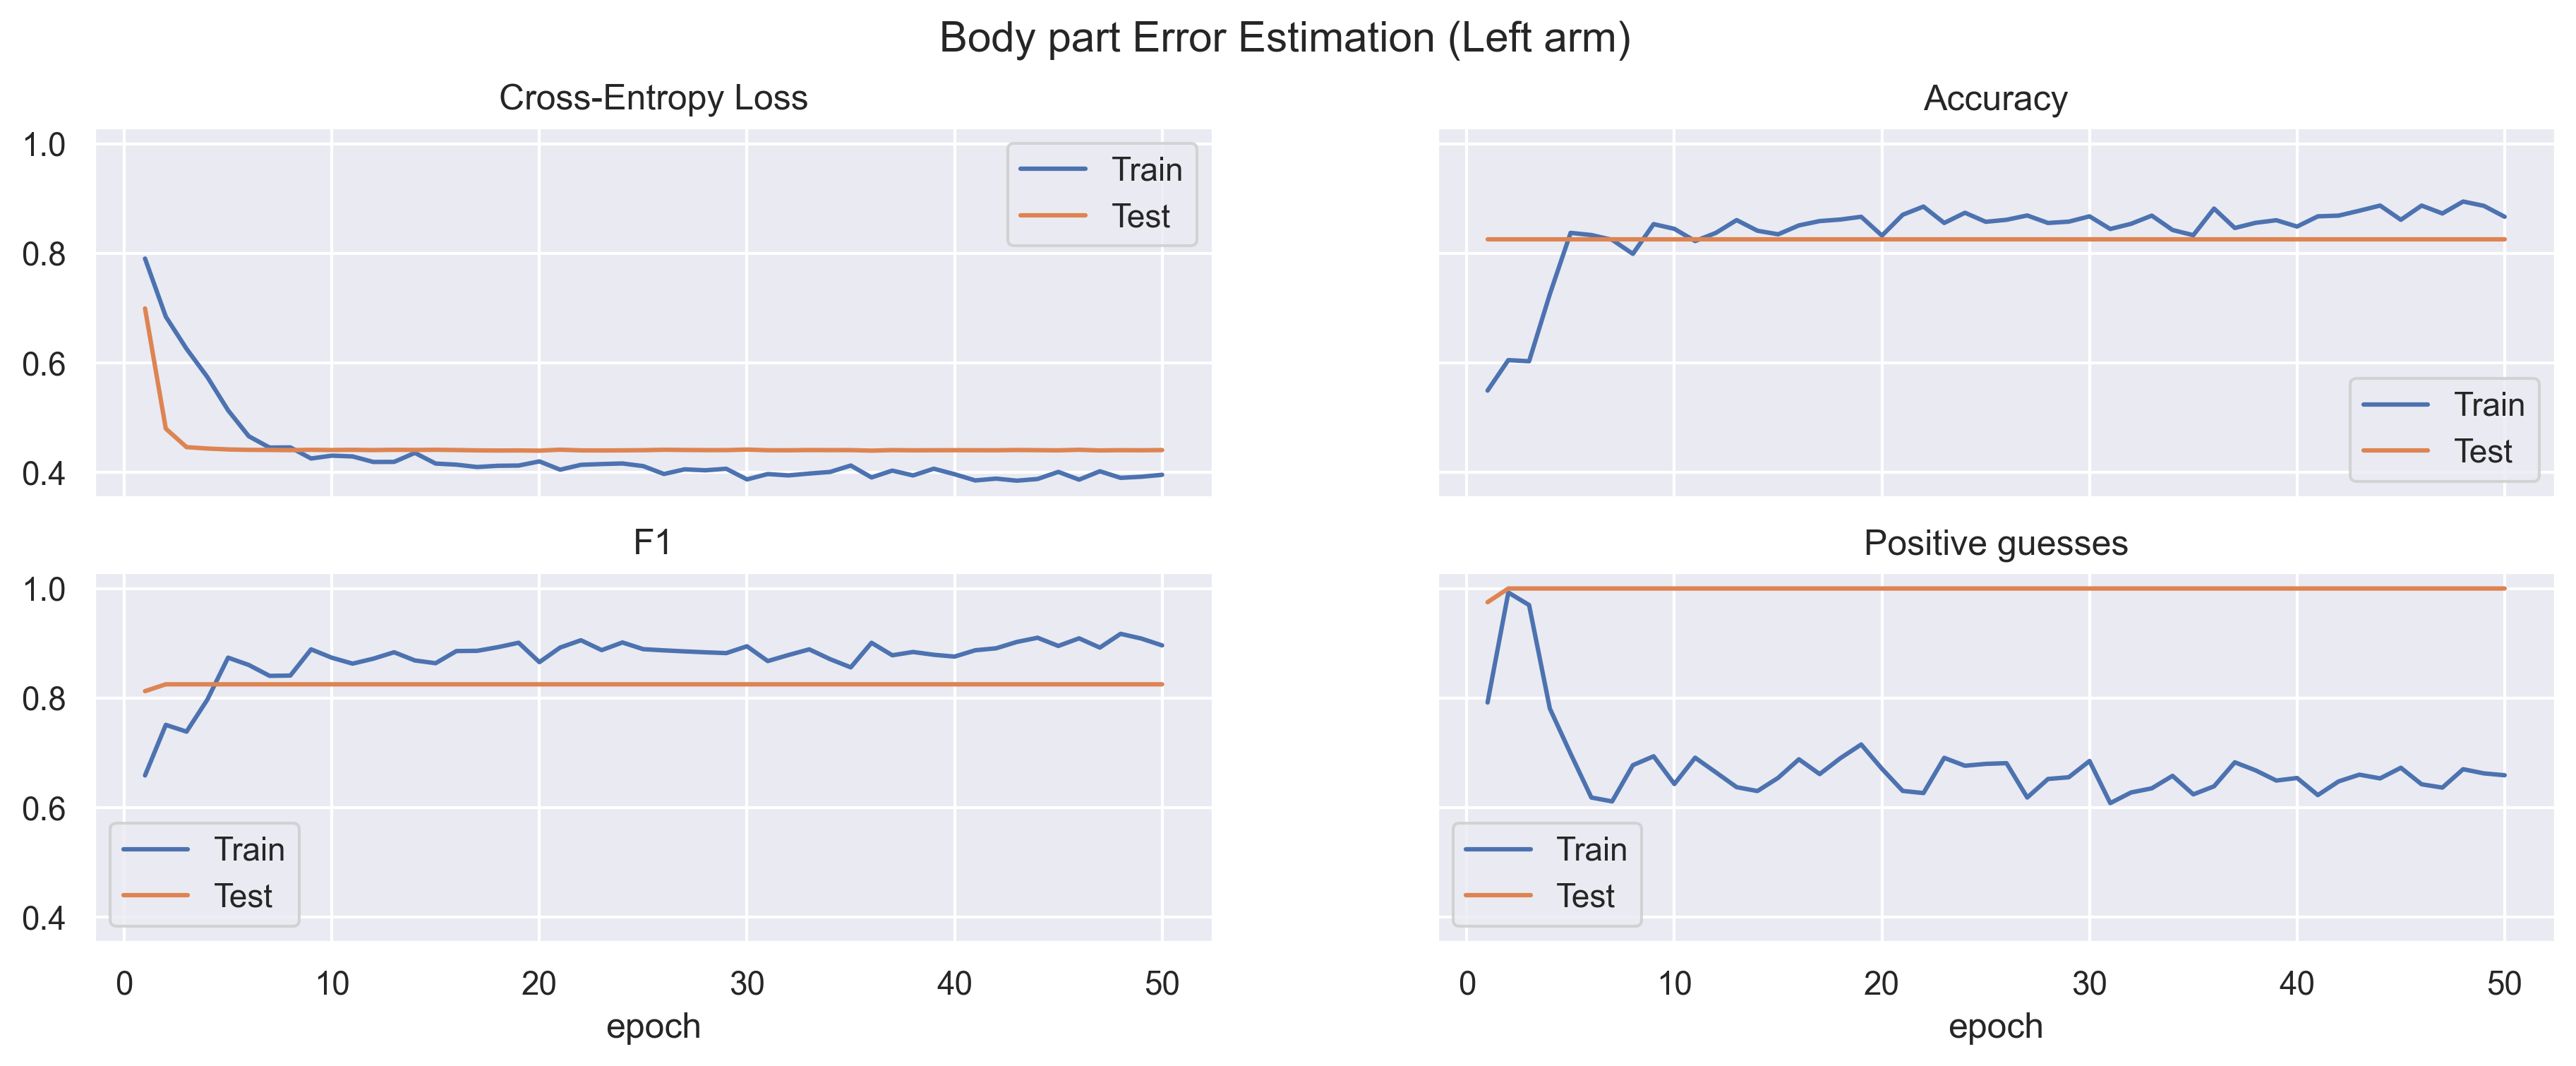 Body part Error Estimation (Left arm)
Cross-Entropy Loss
1.0
0.8
0.6
0.4
Train
Test
Accuracy
Train
Test
F1
1.0
0.8
0.6
0.4
Train
Test
0 10 20 30 40 50
epoch
Positive guesses
Train
Test
0 10 20 30 40 50
epoch